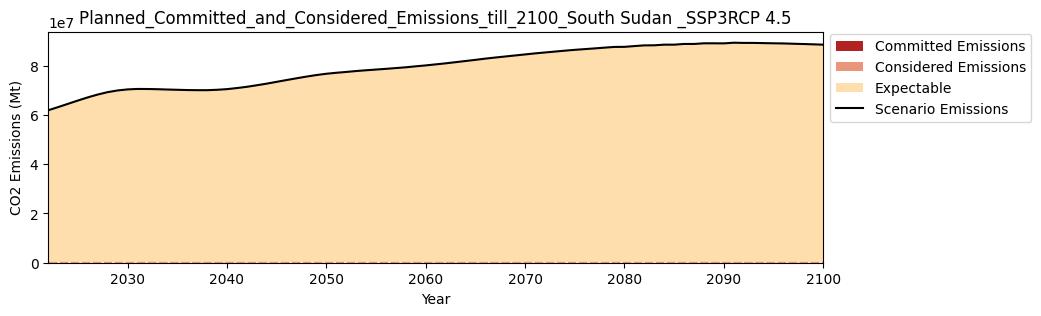 Planned_Committed_and_Considered_Emissions_till_2100_South Sudan _SSP3RCP 4.5
1e7
8
6
4
2
0
CO2 Emissions (Mt)
2030 2040 2050 2060 2070 2080 2090 2100
Year
Committed Emissions
Considered Emissions
Expectable
Scenario Emissions